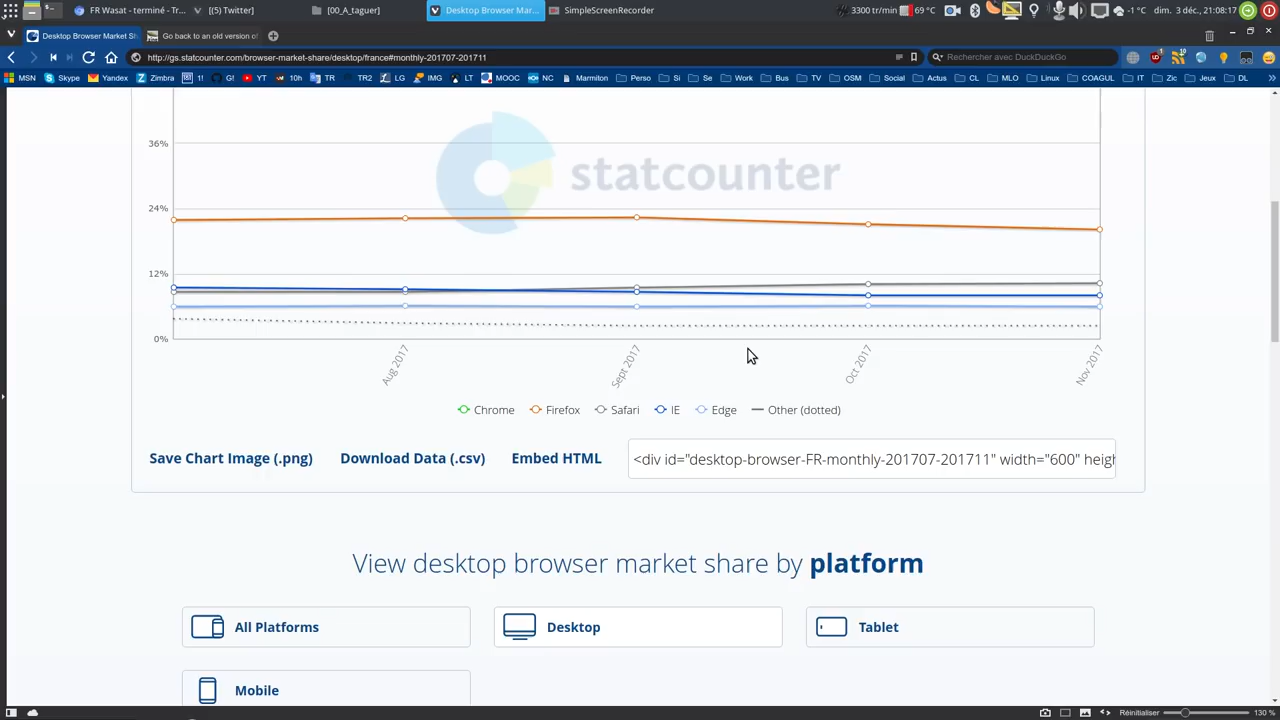 FR Wasat - terminé - Tr...
((5) Twitter)
[00_A_taguer]
Desktop Browser Mar...
SimpleScreenRecorder
3300 tr/min
69 °C
-1 °C
dim. 3 déc., 21:08:17
Desktop Browser Market Sh
Go back to an old version of
http://gs.statcounter.com/browser-market-share/desktop/france#monthly-201707-201711
Rechercher avec DuckDuckGo
MSN
Skype
Yandex
Zimbra
1!
G!
YT
10h
TR
TR2
LG
IMG
LT
MOOC
NC
Marmiton
Perso
Si
Se
Work
Bus
TV
OSM
Social
Actus
CL
MLO
Linux
COAGUL
IT
Zic
Jeux
DL
36%
statcounter
24%
12%
0%
Aug 2017
Sept 2017
Oct 2017
Nov 2017
Chrome
Firefox
Safari
IE
Edge
Other (dotted)
Save Chart Image (.png)
Download Data (.csv)
Embed HTML
<div id="desktop-browser-FR-monthly-201707-201711" width="600" heigh
View desktop browser market share by platform
All Platforms
Desktop
Tablet
Mobile
Réinitialiser
130 %